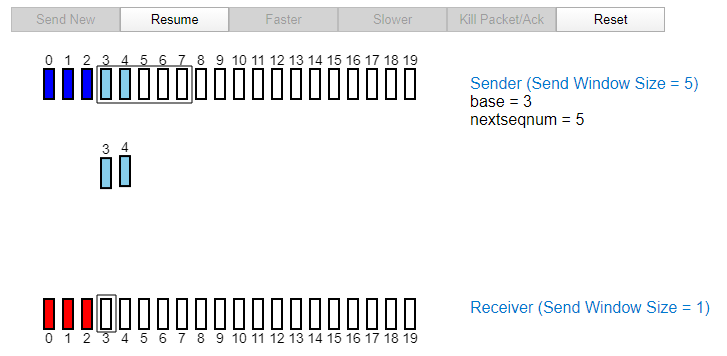 Send New Resume Faster Slower Kill Packet/Ack Reset
0 1 2 3 4 5 6 7 8 9 10 11 12 13 14 15 16 17 18 19
Sender (Send Window Size = 5)
base = 3
nextseqnum = 5
3 4
Receiver (Send Window Size = 1)
0 1 2 3 4 5 6 7 8 9 10 11 12 13 14 15 16 17 18 19